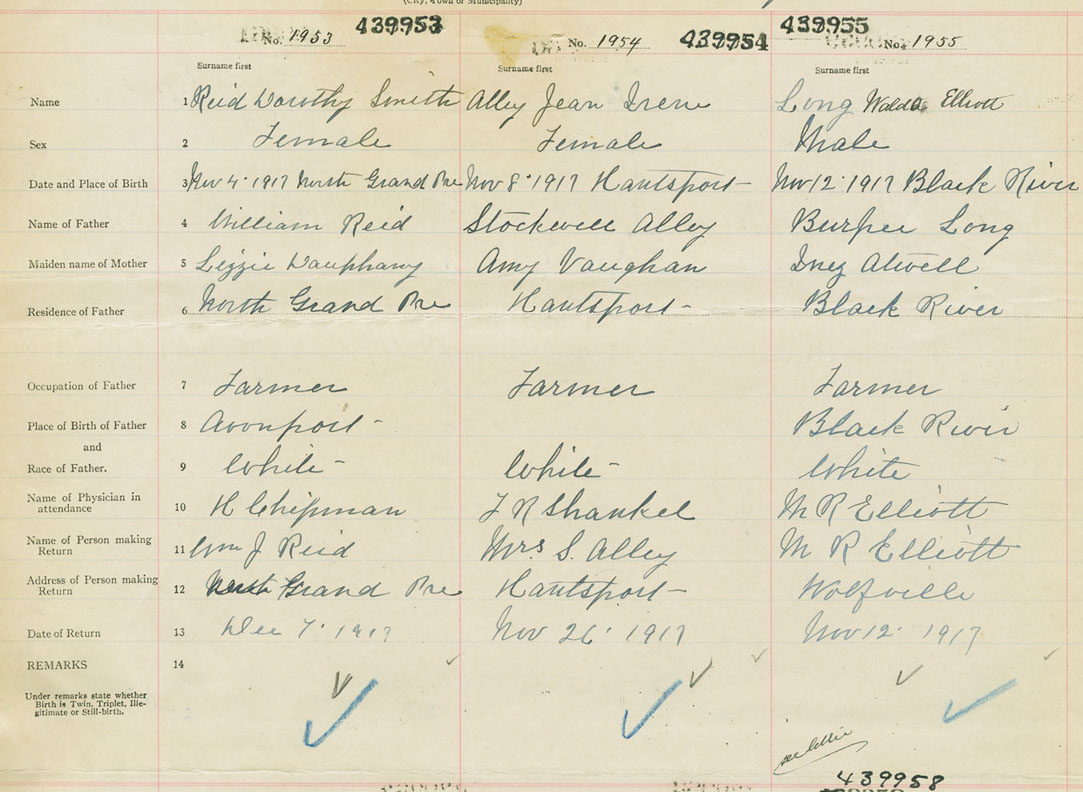 (City, Town or Municipality)
No. 1953 439953
No. 1954 439954
439955 No. 1955
Surname first Surname first Surname first
Name 1 Reid Dorothy Smith Alley Jean Irene Long Waldo Elliott
Sex 2 Female Female Male
Date and Place of Birth 3 Nov 4. 1917 North Grand Pre Nov 8. 1917 Hantsport Nov 12. 1917 Black River
Name of Father 4 William Reid Stockwell Alley Burpee Long
Maiden name of Mother 5 Lizzie Amy Vaughan Inez Atwell
Residence of Father 6 North Grand Pre Hantsport Black River
Occupation of Father 7 Farmer Farmer Farmer
Place of Birth of Father 8 Avonport Black River
and
Race of Father. 9 White White White
Name of Physician in
attendance 10 H Chipman F R Shankel M R Elliott
Name of Person making
Return 11 Wm J Reid Mrs S. Alley M R Elliott
Address of Person making
Return 12 Grand Pre Hantsport Wolfville
Date of Return 13 Dec 7. 1917 Nov 26. 1917 Nov 12. 1917
REMARKS 14
Under remarks state whether
Birth is Twin, Triplet, Ille-
gitimate or Still-birth.
439958